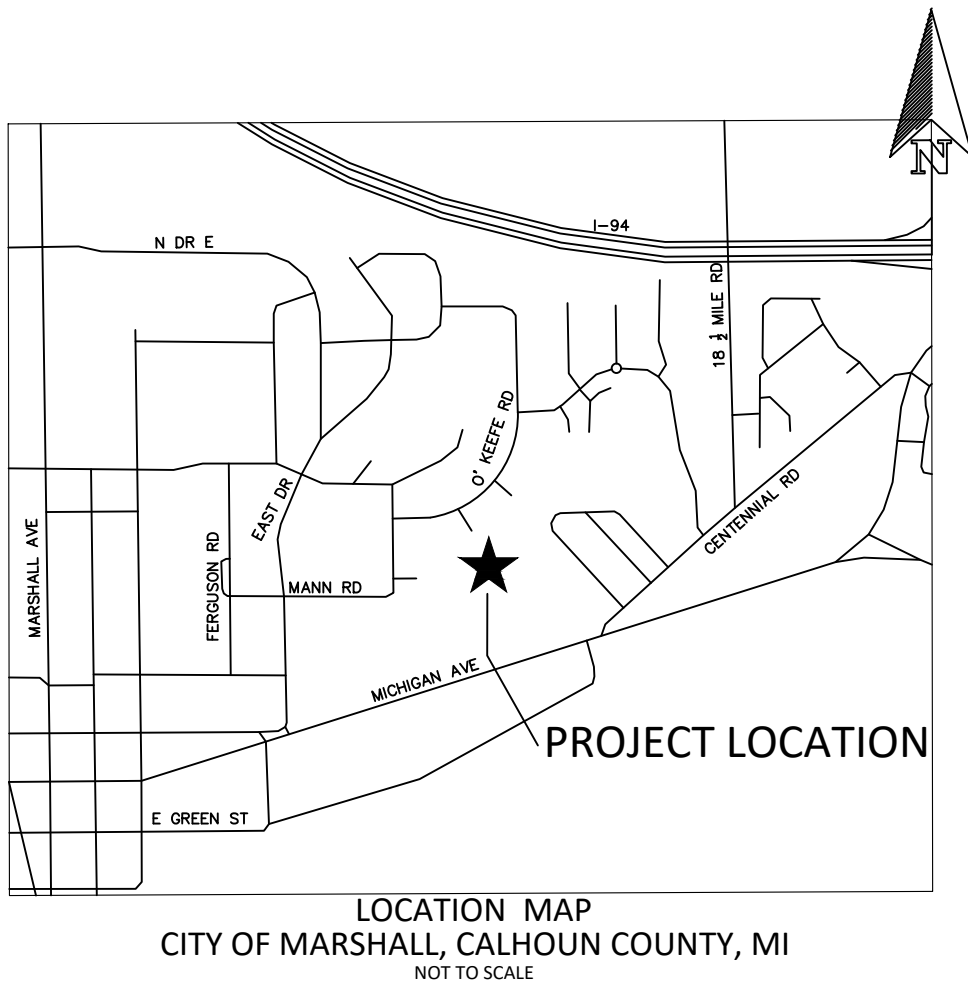 N
I-94
N DR E
18 ½ MILE RD
O' KEEFE RD
EAST DR
CENTENNIAL RD
MARSHALL AVE
FERGUSON RD
MANN RD
MICHIGAN AVE
PROJECT LOCATION
E GREEN ST
LOCATION MAP
CITY OF MARSHALL, CALHOUN COUNTY, MI
NOT TO SCALE